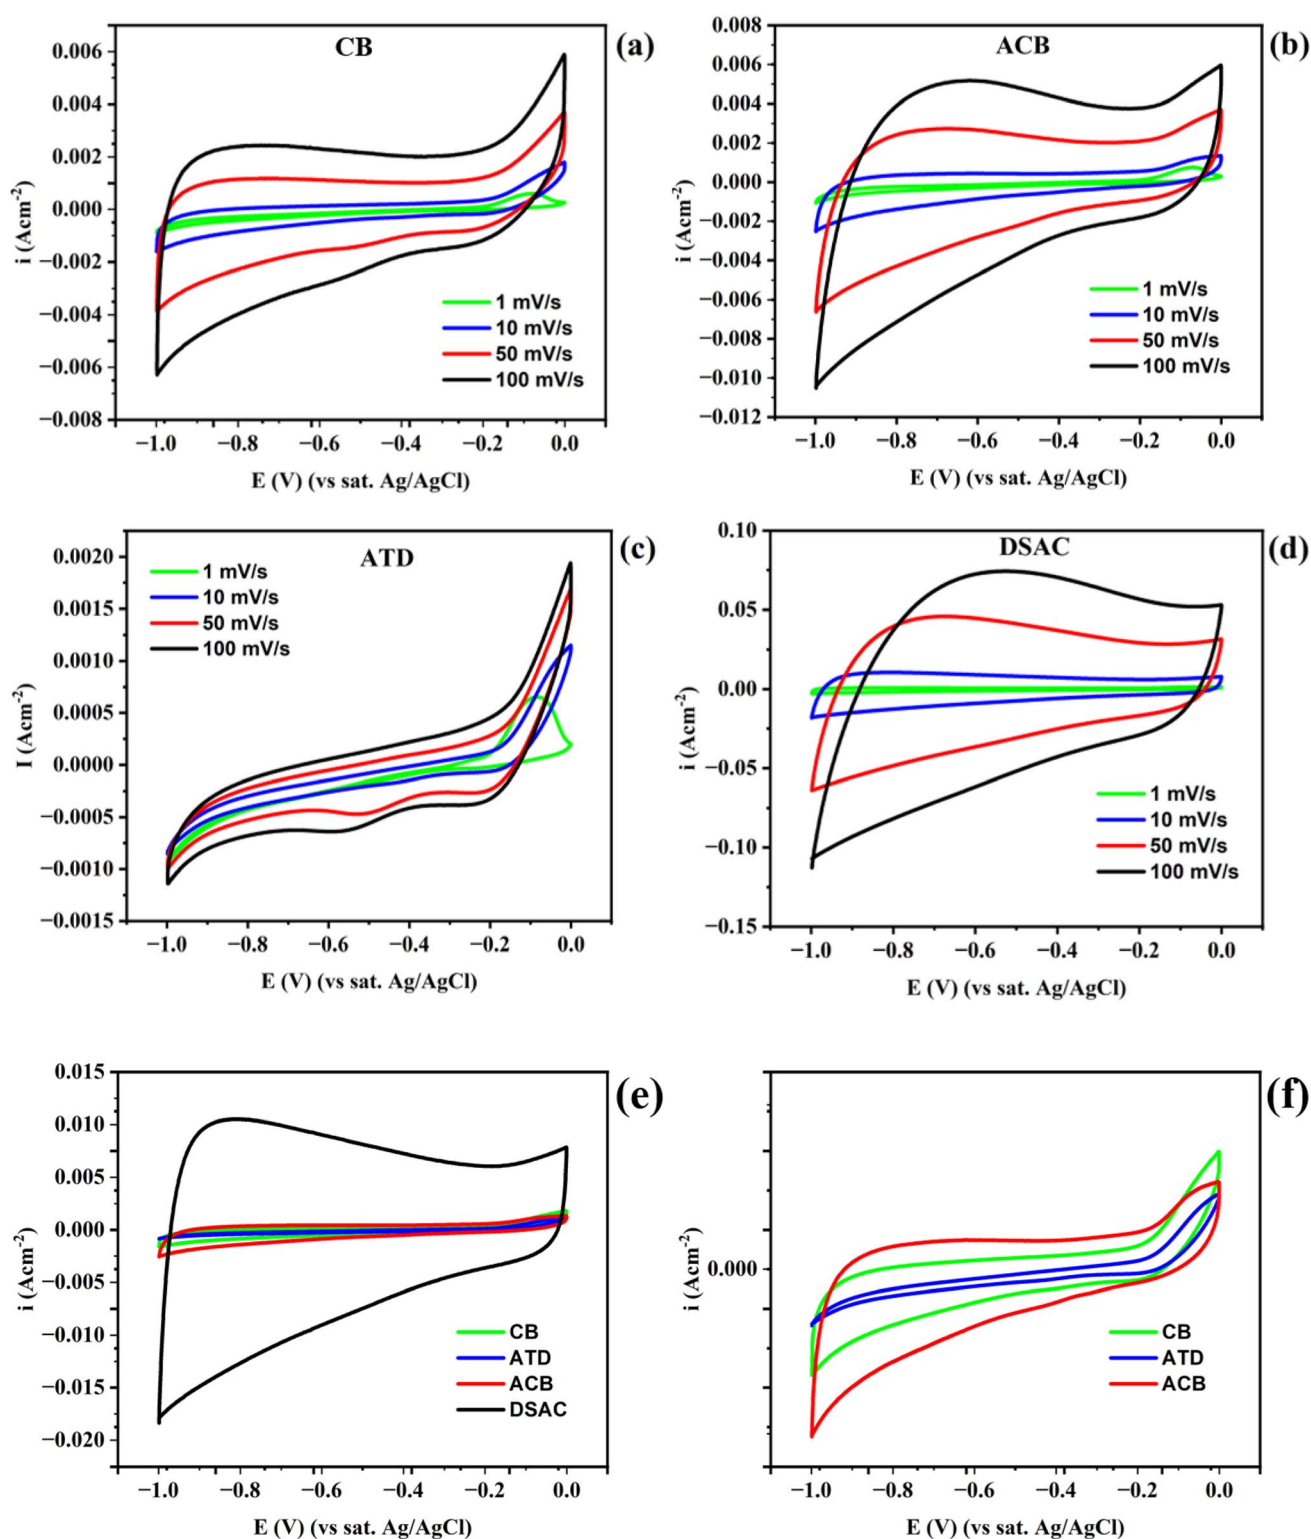 CB
(a)
0.006
0.004
0.002
0.000
−0.002
−0.004
−0.006
−0.008
i (Acm-2)
1 mV/s
10 mV/s
50 mV/s
100 mV/s
−1.0 −0.8 −0.6 −0.4 −0.2 0.0
E (V) (vs sat. Ag/AgCl)
ACB
(b)
0.008
0.006
0.004
0.002
0.000
−0.002
−0.004
−0.006
−0.008
−0.010
−0.012
i (Acm-2)
1 mV/s
10 mV/s
50 mV/s
100 mV/s
−1.0 −0.8 −0.6 −0.4 −0.2 0.0
E (V) (vs sat. Ag/AgCl)
ATD
(c)
0.0020
0.0015
0.0010
0.0005
0.0000
−0.0005
−0.0010
−0.0015
I (Acm-2)
1 mV/s
10 mV/s
50 mV/s
100 mV/s
−1.0 −0.8 −0.6 −0.4 −0.2 0.0
E (V) (vs sat. Ag/AgCl)
DSAC
(d)
0.10
0.05
0.00
−0.05
−0.10
−0.15
i (Acm-2)
1 mV/s
10 mV/s
50 mV/s
100 mV/s
−1.0 −0.8 −0.6 −0.4 −0.2 0.0
E (V) (vs sat. Ag/AgCl)
(e)
0.015
0.010
0.005
0.000
−0.005
−0.010
−0.015
−0.020
i (Acm-2)
CB
ATD
ACB
DSAC
−1.0 −0.8 −0.6 −0.4 −0.2 0.0
E (V) (vs sat. Ag/AgCl)
(f)
0.000
i (Acm-2)
CB
ATD
ACB
−1.0 −0.8 −0.6 −0.4 −0.2 0.0
E (V) (vs sat. Ag/AgCl)